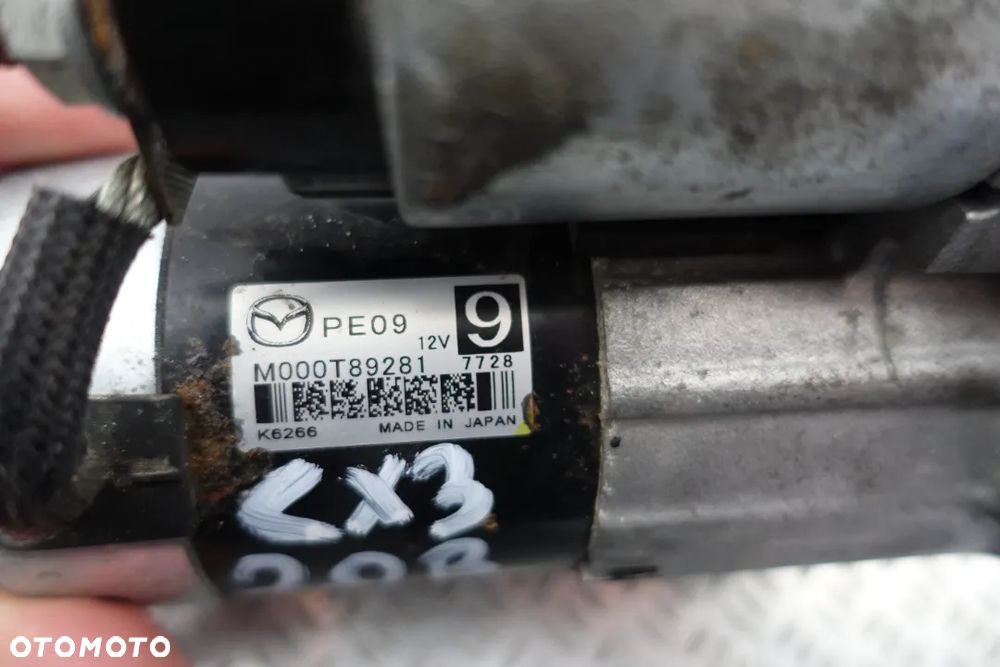 PE09
12V
9
M000T89281 7728
K6266 MADE IN JAPAN
CX3
OTOMOTO